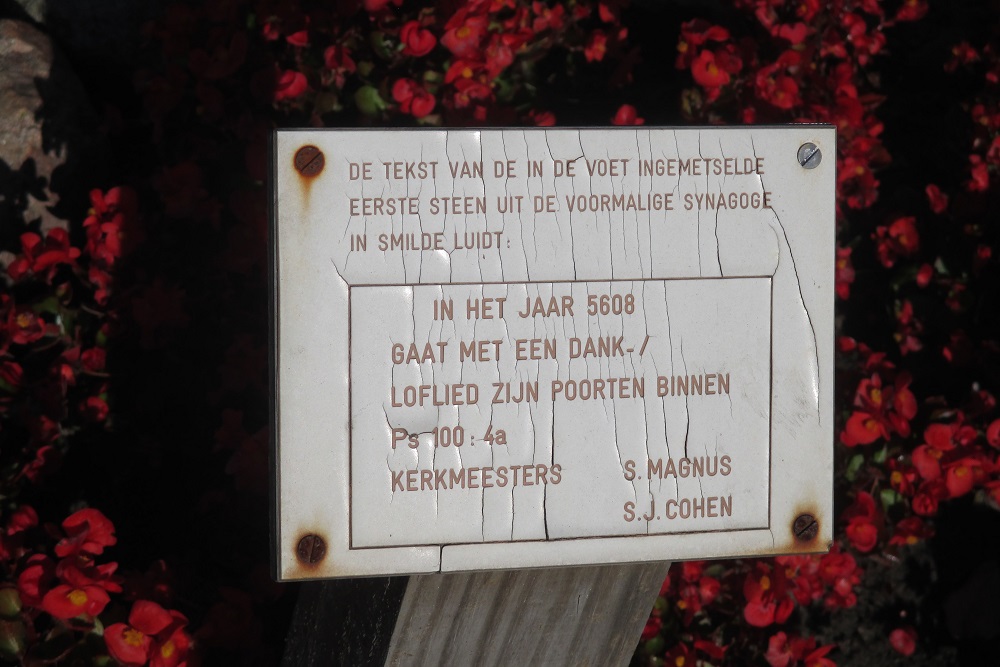 DE TEKST VAN DE IN DE VOET INGEMETSELDE
EERSTE STEEN UIT DE VOORMALIGE SYNAGOGE
IN SMILDE LUIDT:
IN HET JAAR 5608
GAAT MET EEN DANK-/
LOFLIED ZIJN POORTEN BINNEN
Ps 100 : 4a
KERKMEESTERS S. MAGNUS
S.J. COHEN